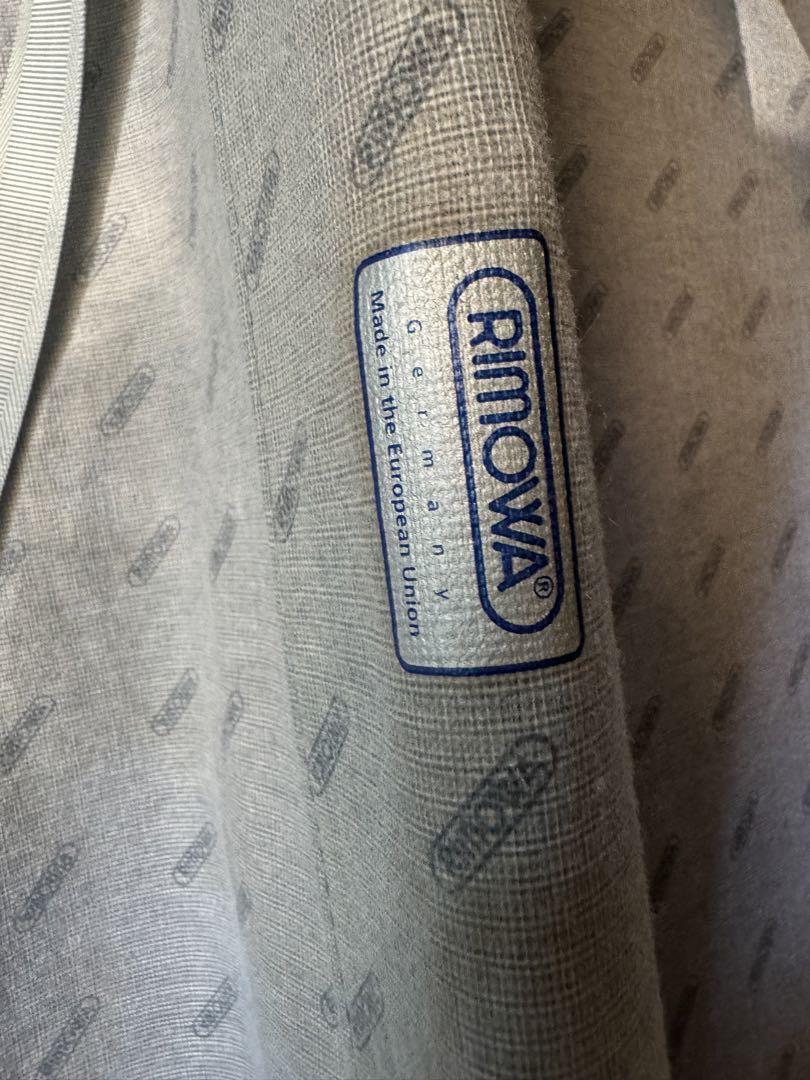 RIMOWA®
Germany
Made in the European Union